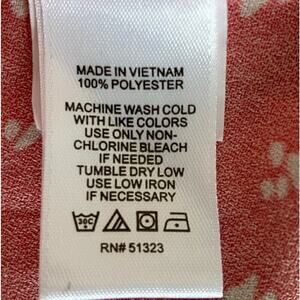 MADE IN VIETNAM
100% POLYESTER
MACHINE WASH COLD
WITH LIKE COLORS
USE ONLY NON-
CHLORINE BLEACH
IF NEEDED
TUMBLE DRY LOW
USE LOW IRON
IF NECESSARY
30C
RN# 51323